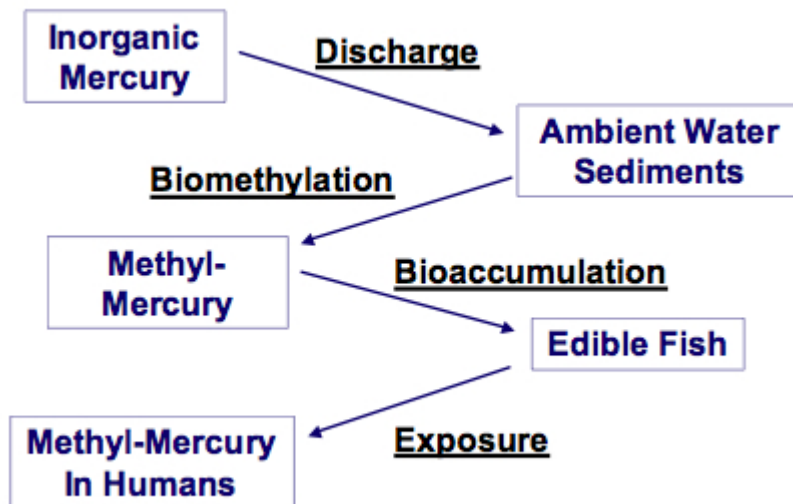 Inorganic
Mercury
Discharge
Ambient Water
Sediments
Biomethylation
Methyl-
Mercury
Bioaccumulation
Edible Fish
Methyl-Mercury
In Humans
Exposure